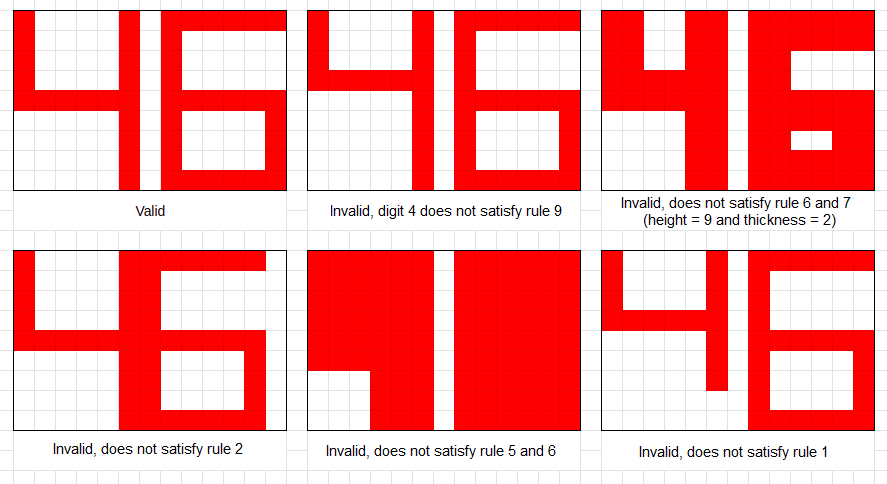 Valid
Invalid, digit 4 does not satisfy rule 9
Invalid, does not satisfy rule 6 and 7
(height = 9 and thickness = 2)
Invalid, does not satisfy rule 2
Invalid, does not satisfy rule 5 and 6
Invalid, does not satisfy rule 1